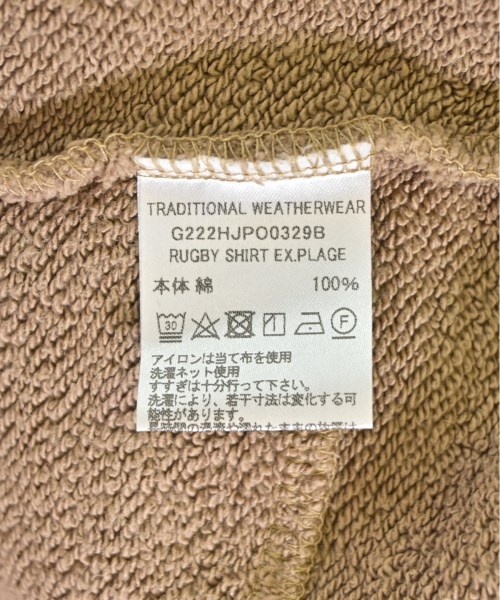 TRADITIONAL WEATHERWEAR
G222HJPO0329B
RUGBY SHIRT EX.PLAGE
本体 綿 100%
30 F
アイロンは当て布を使用
洗濯ネット使用
すすぎは十分行って下さい。
洗濯により、若干寸法は変化する可
能性があります。